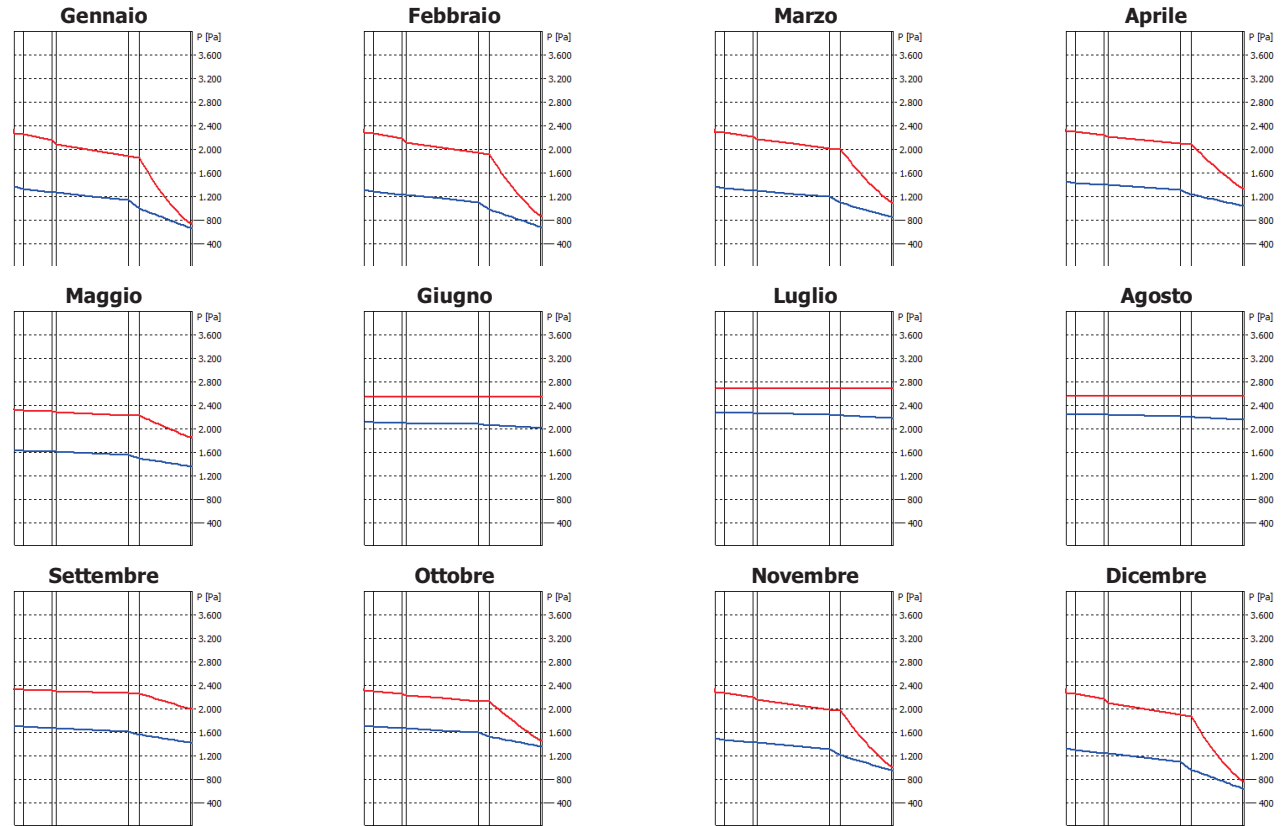 Gennaio Febbraio Marzo Aprile
P [Pa] P [Pa] P [Pa] P [Pa]
3.600 3.600 3.600 3.600
3.200 3.200 3.200 3.200
2.800 2.800 2.800 2.800
2.400 2.400 2.400 2.400
2.000 2.000 2.000 2.000
1.600 1.600 1.600 1.600
1.200 1.200 1.200 1.200
800 800 800 800
400 400 400 400
Maggio Giugno Luglio Agosto
P [Pa] P [Pa] P [Pa] P [Pa]
3.600 3.600 3.600 3.600
3.200 3.200 3.200 3.200
2.800 2.800 2.800 2.800
2.400 2.400 2.400 2.400
2.000 2.000 2.000 2.000
1.600 1.600 1.600 1.600
1.200 1.200 1.200 1.200
800 800 800 800
400 400 400 400
Settembre Ottobre Novembre Dicembre
P [Pa] P [Pa] P [Pa] P [Pa]
3.600 3.600 3.600 3.600
3.200 3.200 3.200 3.200
2.800 2.800 2.800 2.800
2.400 2.400 2.400 2.400
2.000 2.000 2.000 2.000
1.600 1.600 1.600 1.600
1.200 1.200 1.200 1.200
800 800 800 800
400 400 400 400